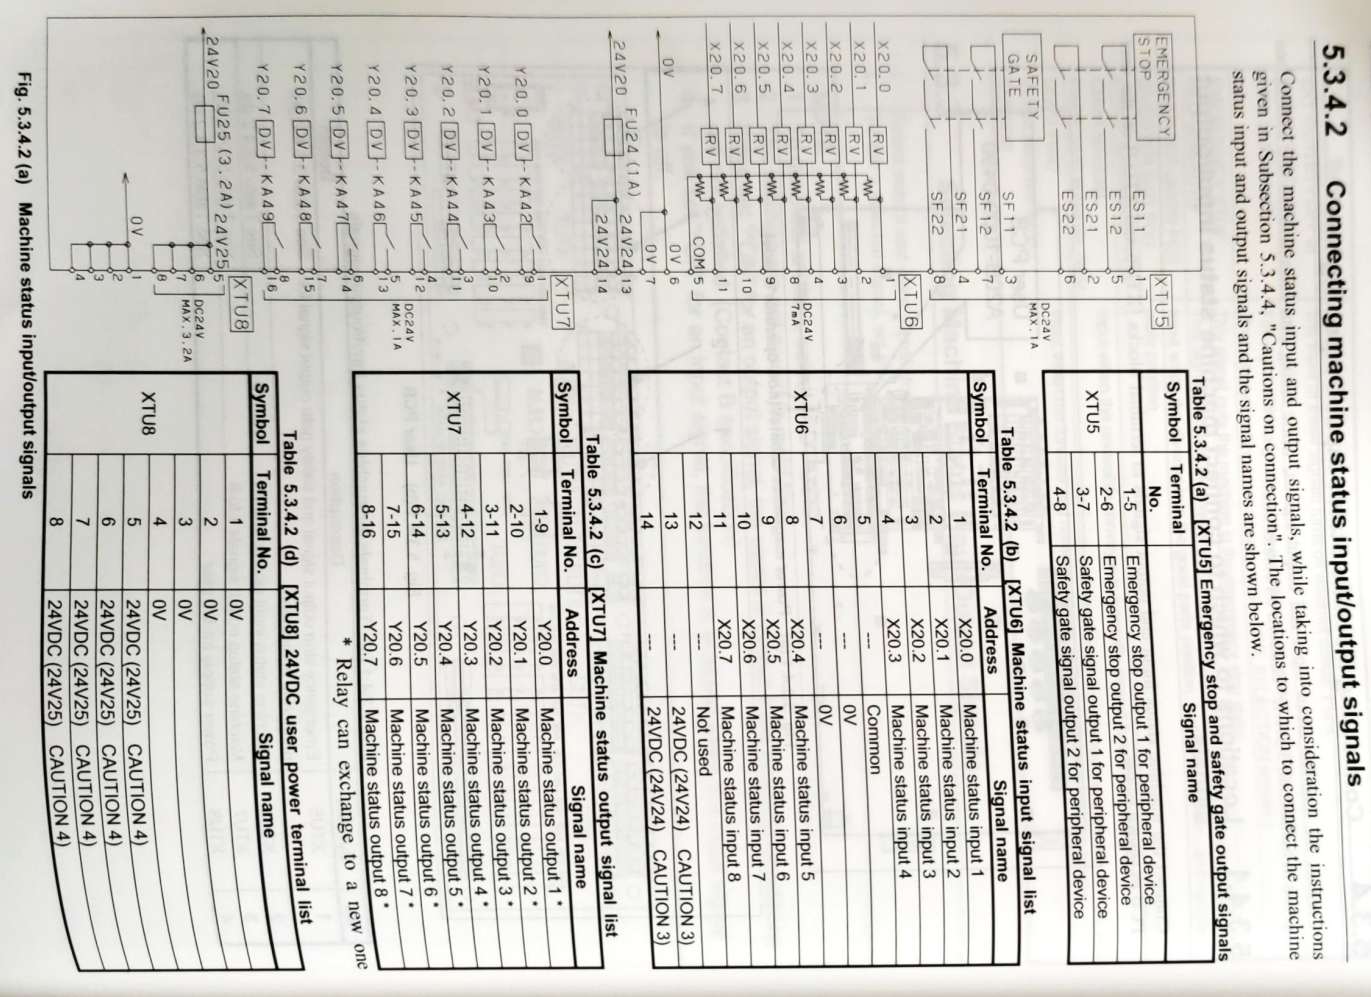 5.3.4.2 Connecting machine status input/output signals
Connect the machine status input and output signals, while taking into consideration the instructions
given in Subsection 5.3.4.4, "Cautions on connection". The locations to which to connect the machine
status input and output signals and the signal names are shown below.
EMERGENCY
STOP
ES11
ES12
ES21
ES22
XTU5
1
5
2
6
SAFETY
GATE
SF11
SF12
SF21
SF22
3
7
4
8
DC24V
MAX.1A
XTU6
X20.0 RV 1
X20.1 RV 2
X20.2 RV 3
X20.3 RV 4
X20.4 RV 8
X20.5 RV 9
X20.6 RV 10
X20.7 RV 11
COM 5
DC24V
7mA
0V
0V 6
0V 7
24V20 FU24 (1A) 24V24 13
24V24 14
XTU7
Y20.0 DV KA42 1
9
Y20.1 DV KA43 2
10
Y20.2 DV KA44 3
11
Y20.3 DV KA45 4
12
Y20.4 DV KA46 5
13
Y20.5 DV KA47 6
14
Y20.6 DV KA48 7
15
Y20.7 DV KA49 8
16
DC24V
MAX.1A
XTU8
24V20 FU25 (3.2A) 24V25 5
6
7
8
DC24V
MAX.3.2A
0V 1
2
3
4
Fig. 5.3.4.2 (a) Machine status input/output signals
Table 5.3.4.2 (a) [XTU5] Emergency stop and safety gate output signals
Symbol Terminal No. Signal name
XTU5 1-5 Emergency stop output 1 for peripheral device
2-6 Emergency stop output 2 for peripheral device
3-7 Safety gate signal output 1 for peripheral device
4-8 Safety gate signal output 2 for peripheral device
Table 5.3.4.2 (b) [XTU6] Machine status input signal list
Symbol Terminal No. Address Signal name
XTU6 1 X20.0 Machine status input 1
2 X20.1 Machine status input 2
3 X20.2 Machine status input 3
4 X20.3 Machine status input 4
5 --- Common
6 --- 0V
7 --- 0V
8 X20.4 Machine status input 5
9 X20.5 Machine status input 6
10 X20.6 Machine status input 7
11 X20.7 Machine status input 8
12 --- Not used
13 --- 24VDC (24V24) CAUTION 3)
14 --- 24VDC (24V24) CAUTION 3)
Table 5.3.4.2 (c) [XTU7] Machine status output signal list
Symbol Terminal No. Address Signal name
XTU7 1-9 Y20.0 Machine status output 1 *
2-10 Y20.1 Machine status output 2 *
3-11 Y20.2 Machine status output 3 *
4-12 Y20.3 Machine status output 4 *
5-13 Y20.4 Machine status output 5 *
6-14 Y20.5 Machine status output 6 *
7-15 Y20.6 Machine status output 7 *
8-16 Y20.7 Machine status output 8 *
* Relay can exchange to a new one
Table 5.3.4.2 (d) [XTU8] 24VDC user power terminal list
Symbol Terminal No. Signal name
XTU8 1 0V
2 0V
3 0V
4 0V
5 24VDC (24V25) CAUTION 4)
6 24VDC (24V25) CAUTION 4)
7 24VDC (24V25) CAUTION 4)
8 24VDC (24V25) CAUTION 4)